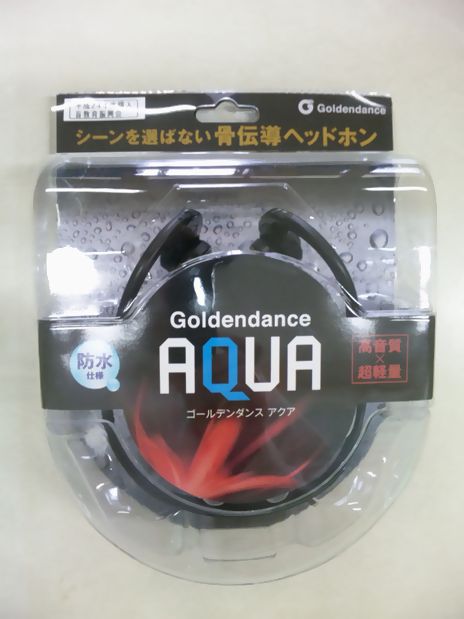 Goldendance
シーンを選ばない骨伝導ヘッドホン
Goldendance
AQUA
ゴールデンダンス アクア
防水
仕様
高音質
×
超軽量